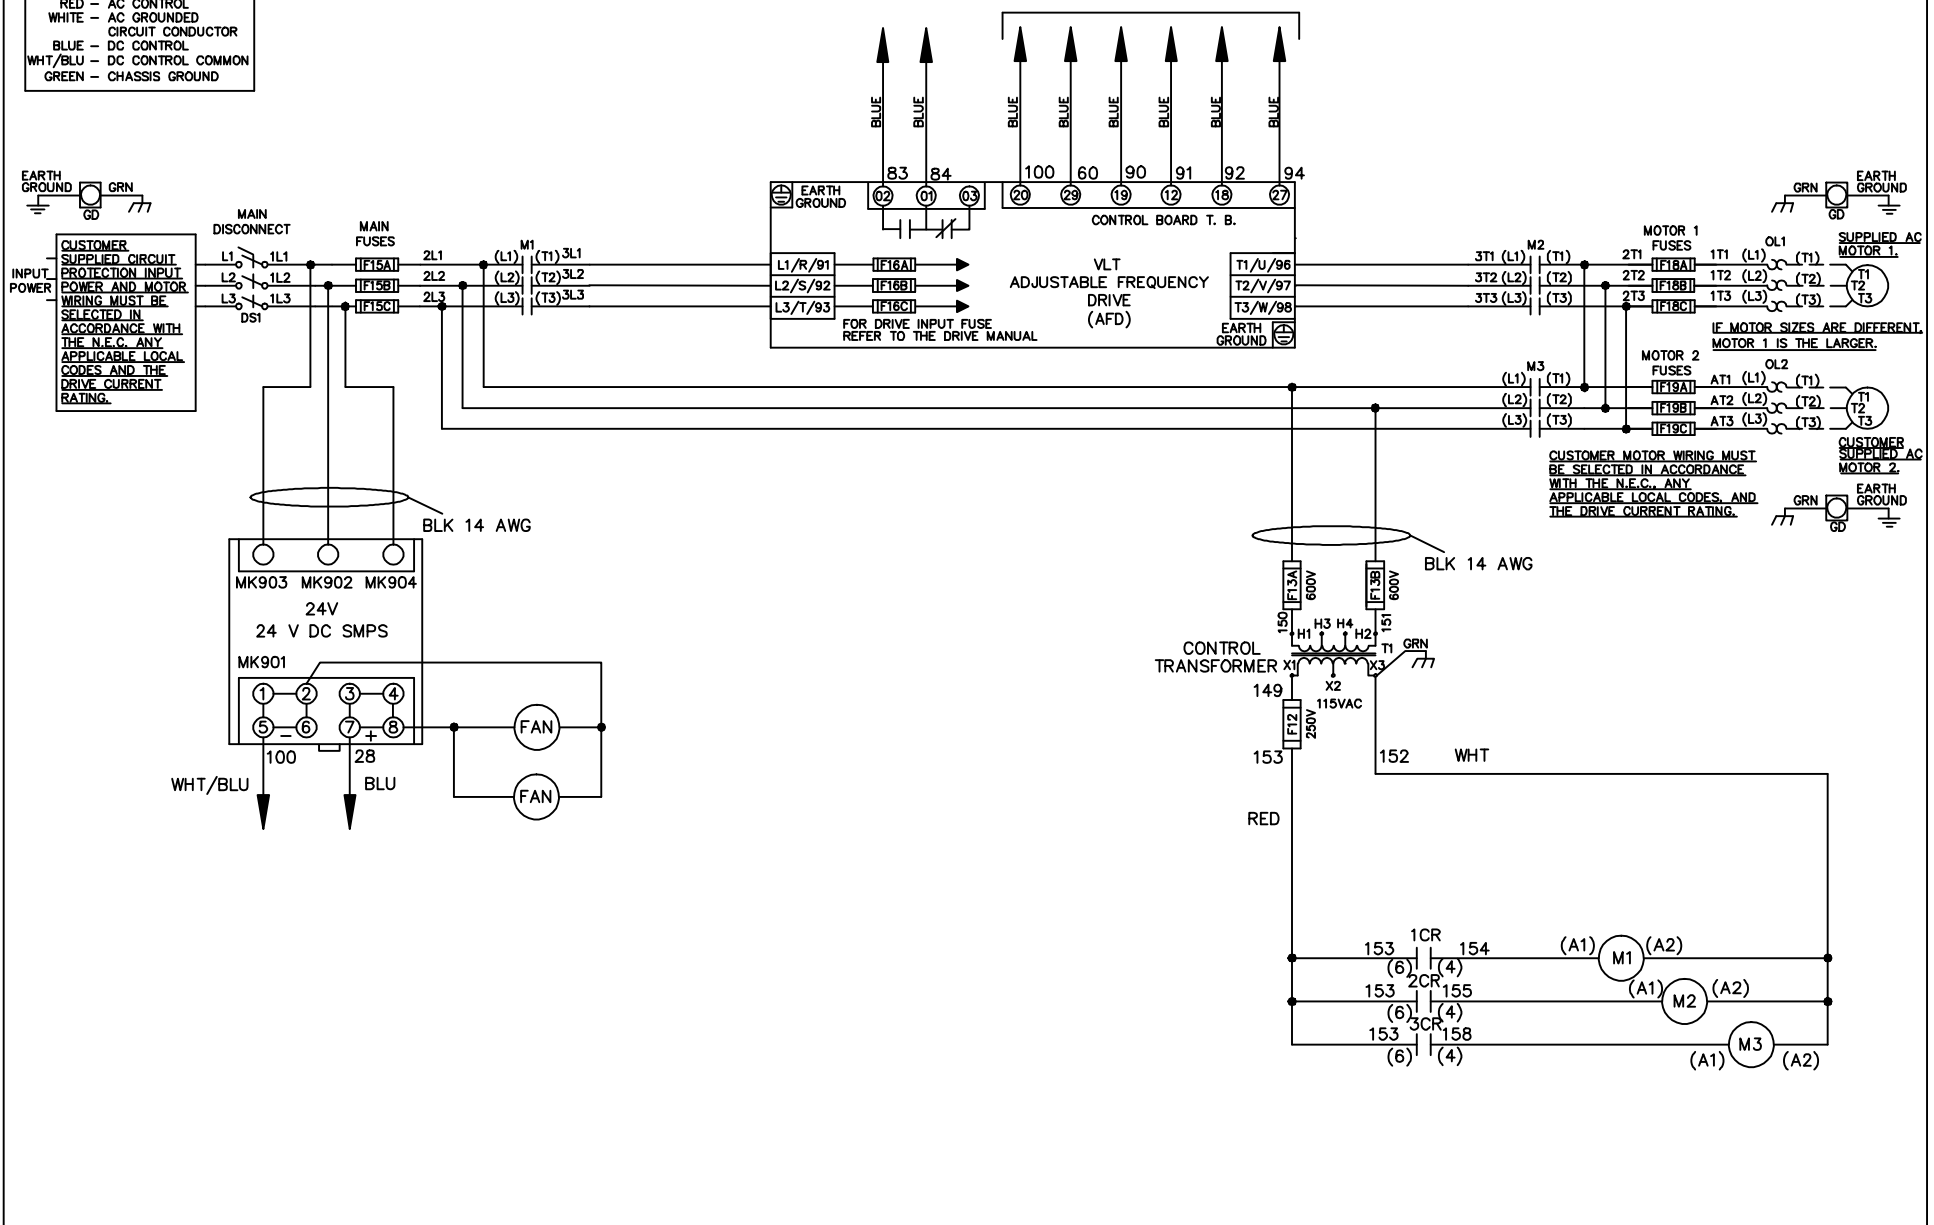 RED – AC CONTROL
WHITE – AC GROUNDED
CIRCUIT CONDUCTOR
BLUE – DC CONTROL
WHT/BLU – DC CONTROL COMMON
GREEN – CHASSIS GROUND
BLUE
BLUE
BLUE
BLUE
BLUE
BLUE
BLUE
BLUE
83
84
100
60
90
91
92
94
EARTH
GROUND
02
01
03
20
29
19
12
18
27
CONTROL BOARD T. B.
EARTH
GROUND
GRN
GD
MAIN
DISCONNECT
MAIN
FUSES
INPUT
POWER
CUSTOMER
SUPPLIED CIRCUIT
PROTECTION INPUT
POWER AND MOTOR
WIRING MUST BE
SELECTED IN
ACCORDANCE WITH
THE N.E.C. ANY
APPLICABLE LOCAL
CODES AND THE
DRIVE CURRENT
RATING.
L1 1L1 F15A 2L1 (L1) M1 (T1) 3L1
L2 1L2 F15B 2L2 (L2) (T2) 3L2
L3 1L3 F15C 2L3 (L3) (T3) 3L3
DS1
L1/R/91 F16A
L2/S/92 F16B
L3/T/93 F16C
FOR DRIVE INPUT FUSE
REFER TO THE DRIVE MANUAL
VLT
ADJUSTABLE FREQUENCY
DRIVE
(AFD)
T1/U/96
T2/V/97
T3/W/98
EARTH
GROUND
GRN
GD
EARTH
GROUND
MOTOR 1
FUSES
OL1
SUPPLIED AC
MOTOR 1.
3T1 (L1) M2 (T1) 2T1 F18A 1T1 (L1) (T1) T1
3T2 (L2) (T2) 2T2 F18B 1T2 (L2) (T2) T2
3T3 (L3) (T3) 2T3 F18C 1T3 (L3) (T3) T3
IF MOTOR SIZES ARE DIFFERENT,
MOTOR 1 IS THE LARGER.
MOTOR 2
FUSES
OL2
(L1) M3 (T1) F19A AT1 (L1) (T1) T1
(L2) (T2) F19B AT2 (L2) (T2) T2
(L3) (T3) F19C AT3 (L3) (T3) T3
CUSTOMER
SUPPLIED AC
MOTOR 2.
CUSTOMER MOTOR WIRING MUST
BE SELECTED IN ACCORDANCE
WITH THE N.E.C., ANY
APPLICABLE LOCAL CODES, AND
THE DRIVE CURRENT RATING.
GRN
GD
EARTH
GROUND
BLK 14 AWG
MK903 MK902 MK904
24V
24 V DC SMPS
MK901
1 2 3 4
5 – 6 7 + 8
100
28
WHT/BLU
BLU
FAN
FAN
BLK 14 AWG
F13A
600V
F13B
600V
150
151
H1 H3 H4 H2
T1
GRN
CONTROL
TRANSFORMER
X1
X2
X3
149
115VAC
F12
250V
153
152
WHT
RED
153 1CR 154 (A1) M1 (A2)
(6) (4)
153 2CR 155 (A1) M2 (A2)
(6) (4)
153 3CR 158 M3
(6) (4) (A1) (A2)